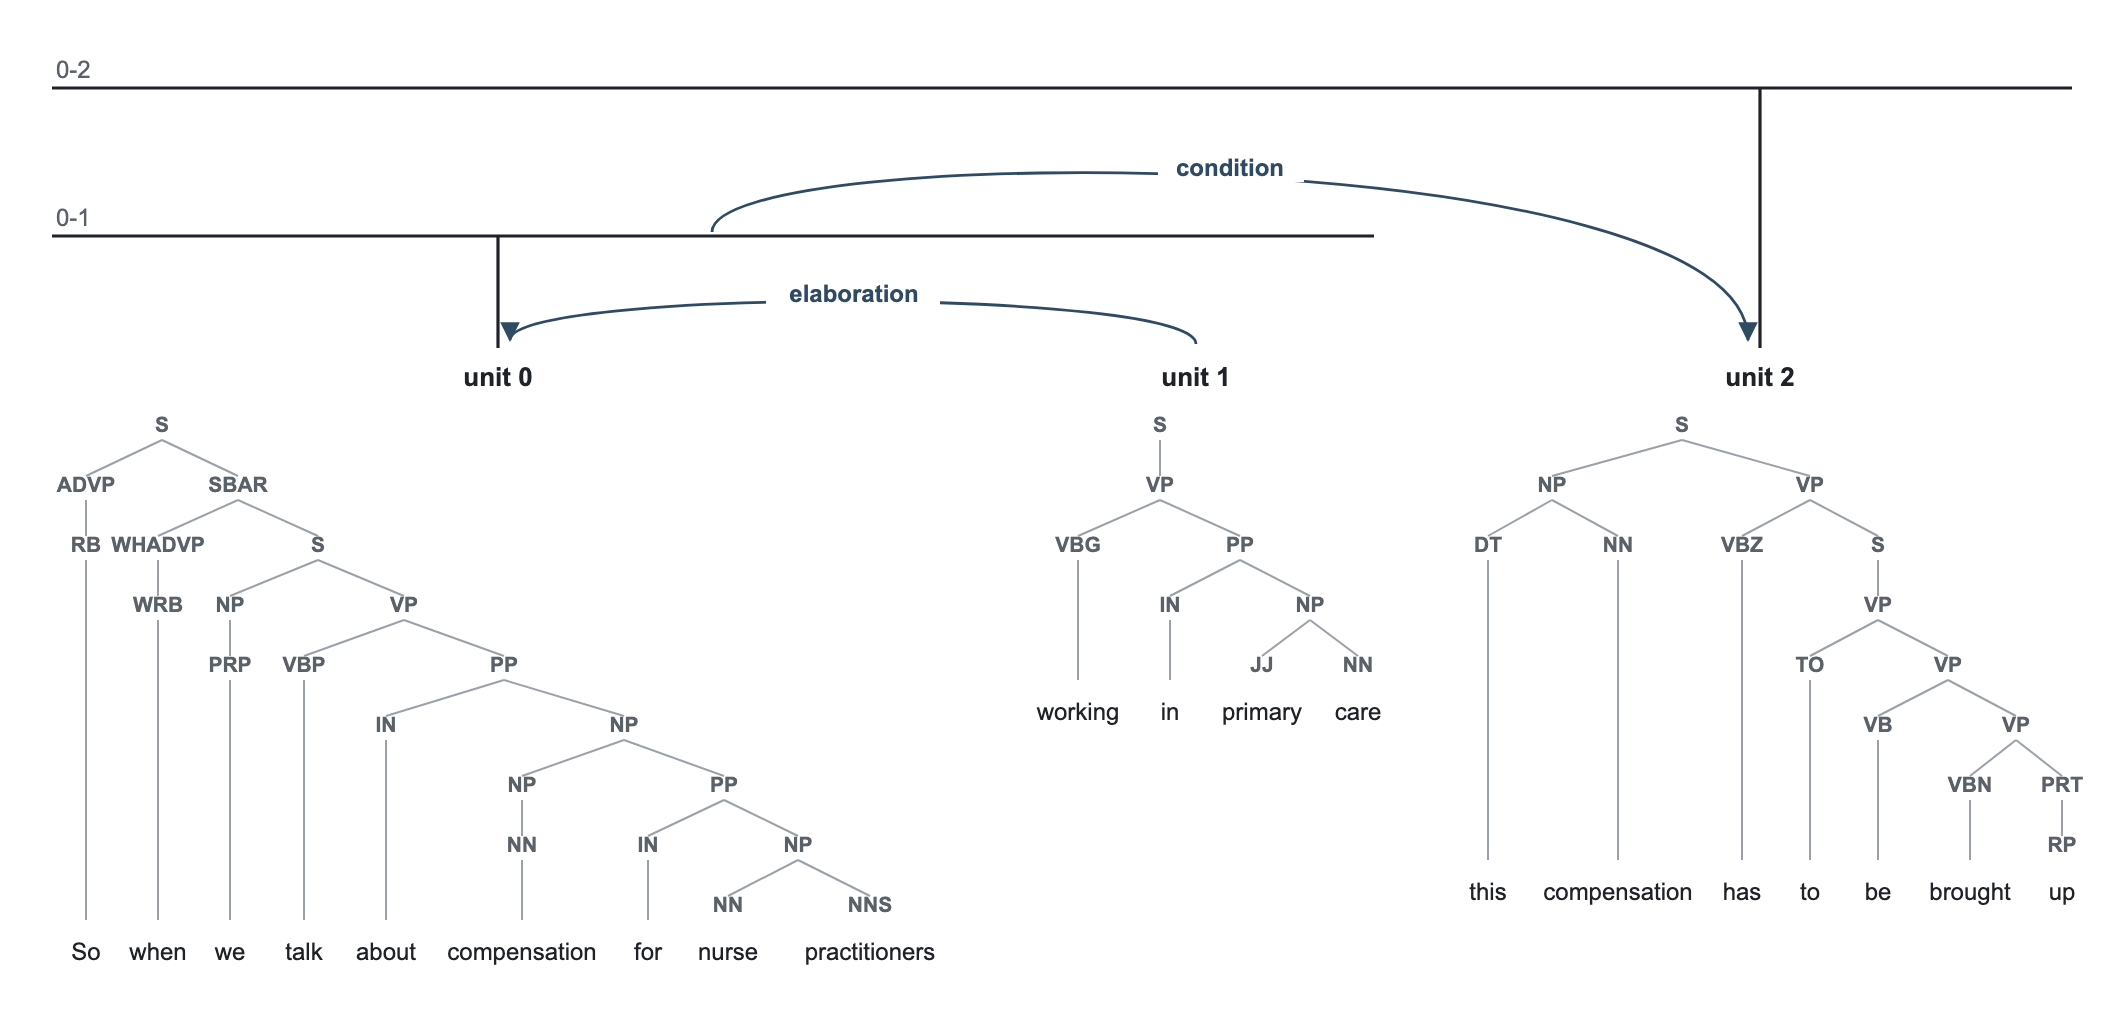 0-2
condition
0-1
elaboration
unit 0 unit 1 unit 2
S S S
ADVP SBAR VP NP VP
RB WHADVP S VBG PP DT NN VBZ S
WRB NP VP IN NP VP
PRP VBP PP JJ NN TO VP
working in primary care
IN NP VB VP
NP PP VBN PRT
NN IN NP RP
this compensation has to be brought up
NN NNS
So when we talk about compensation for nurse practitioners